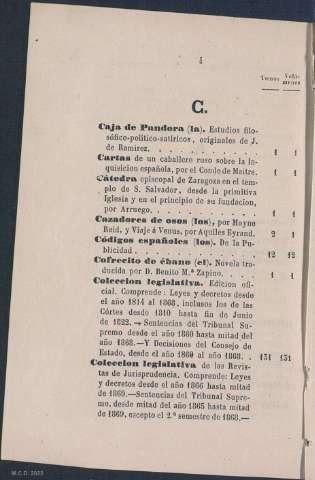 4
Tomos Volú-
menes
C.
Caja de Pandora (la). Estudios filo-
sófico-político-satíricos, originales de J.
de Ramirez. . . . . . . . . . . 1 1
Cartas de un caballero ruso sobre la in-
quisicion española, por el Conde de Maitre. 1 1
Cátedra episcopal de Zaragoza en el tem-
plo de S. Salvador, desde la primitiva
Iglesia y en el principio de su fundacion,
por Arruego. . . . . . . . . . 1 1
Cazadores de osos (los), por Mayne
Reid, y Viaje á Venus, por Aquiles Eyrand. 2 1
Códigos españoles (los). De la Pu-
blicidad . . . . . . . . . . . 12 12
Cofrecito de ébano (el). Novela tra-
ducida por D. Benito M.ª Zapino. . . . 1 1
Coleccion legislativa. Edicion ofi-
cial. Comprende: Leyes y decretos desde
el año 1814 al 1868, inclusos los de las
Córtes desde 1810 hasta fin de Junio
de 1822.—Sentencias del Tribunal Su-
premo desde el año 1860 hasta mitad del
año 1868.—Y Decisiones del Consejo de
Estado, desde el año 1860 al año 1868. . 151 151
Coleccion legislativa de las Revis-
tas de Jurisprudencia. Comprende: Leyes
y decretos desde el año 1866 hasta mitad
de 1869.—Sentencias del Tribunal Supre-
mo, desde mitad del año 1865 hasta mitad
de 1869, escepto el 2.º semestre de 1868.—
M.C.D. 2022